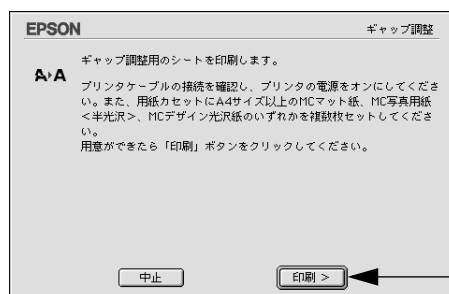 EPSON ギャップ調整
ギャップ調整用のシートを印刷します。
A›A
プリンタケーブルの接続を確認し、プリンタの電源をオンにしてくださ
い。また、用紙カセットにA4サイズ以上のMCマット紙、MC写真用紙
<半光沢>、MCデザイン光沢紙のいずれかを複数枚セットしてくださ
い。
用意ができたら「印刷」ボタンをクリックしてください。
中止 印刷 >